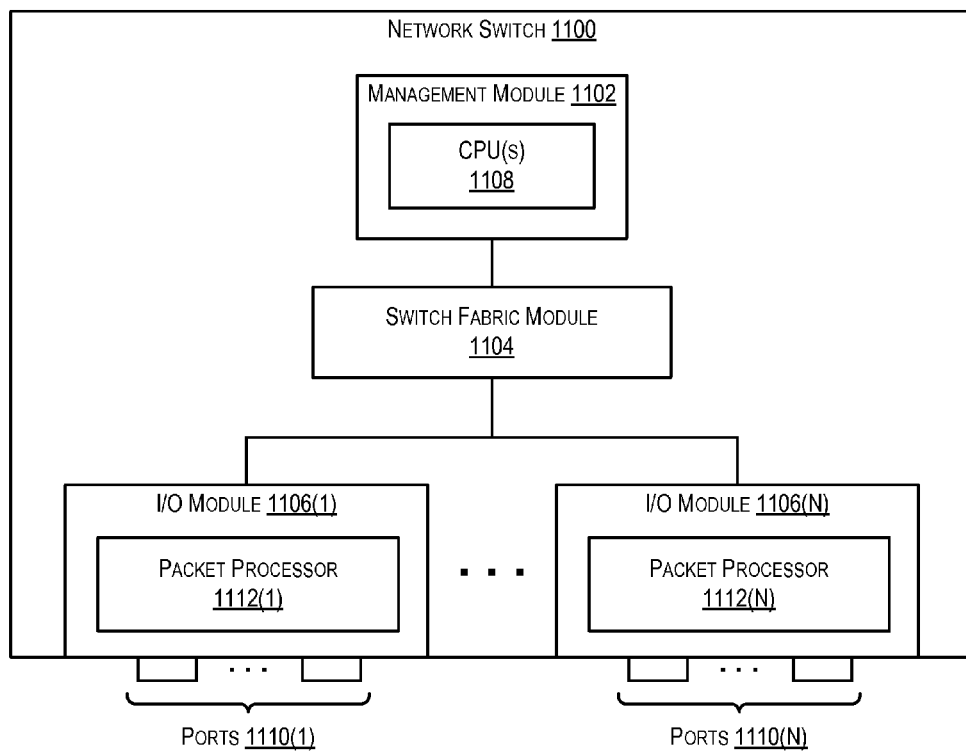 NETWORK SWITCH 1100
MANAGEMENT MODULE 1102
CPU(S)
1108
SWITCH FABRIC MODULE
1104
I/O MODULE 1106(1)
I/O MODULE 1106(N)
PACKET PROCESSOR
1112(1)
. . .
PACKET PROCESSOR
1112(N)
. . .
. . .
PORTS 1110(1)
PORTS 1110(N)